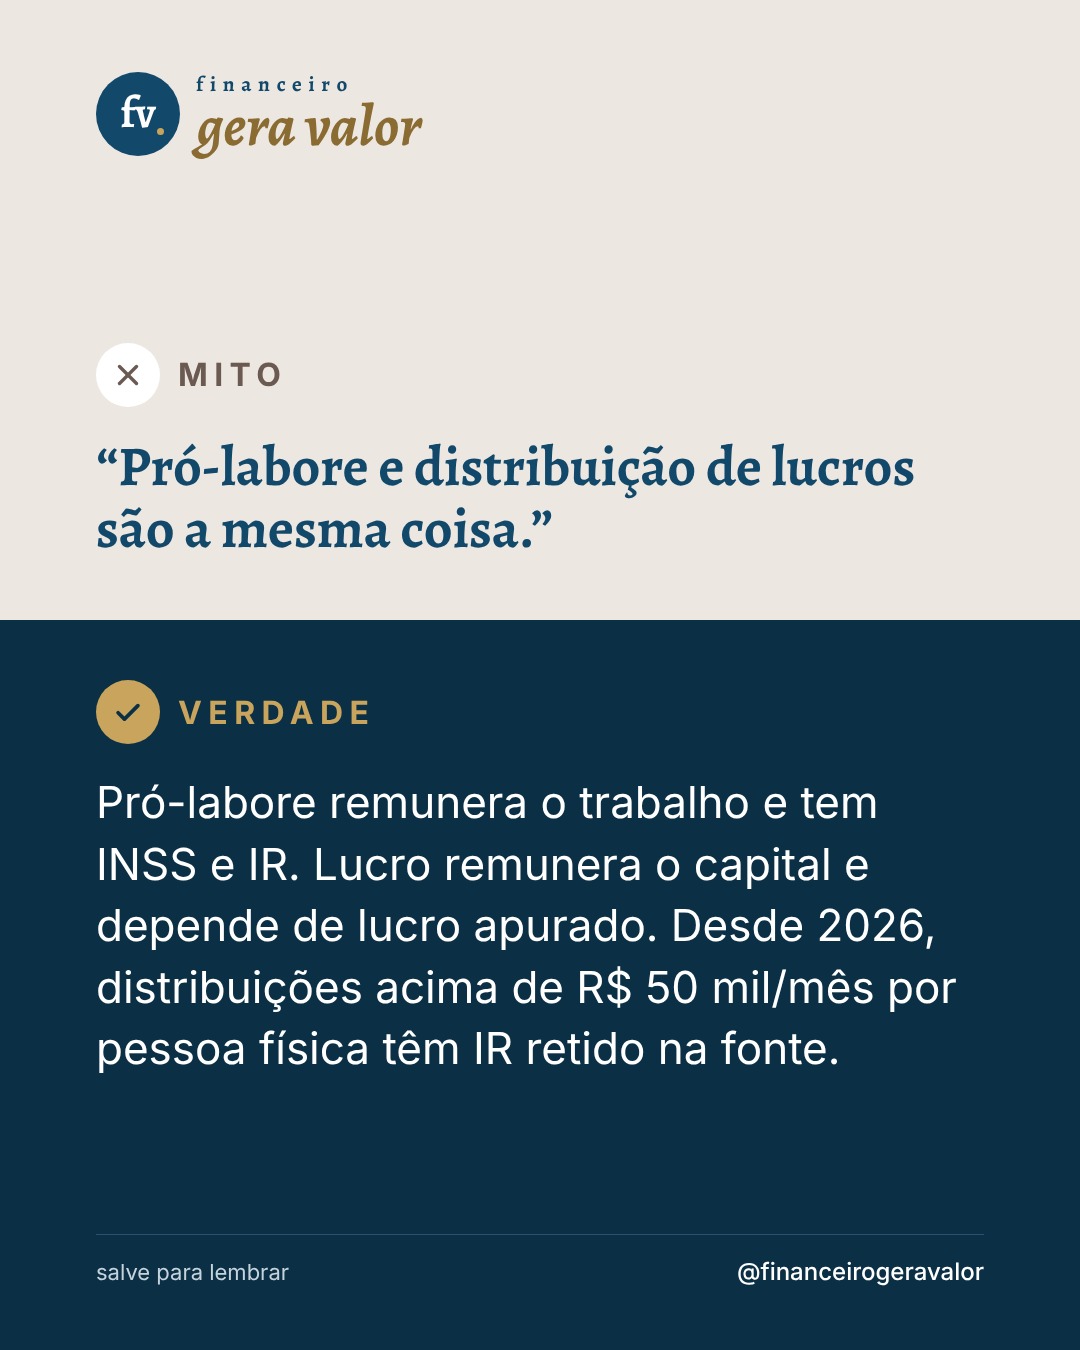 fv.
financeiro
gera valor
MITO
“Pró-labore e distribuição de lucros
são a mesma coisa.”
VERDADE
Pró-labore remunera o trabalho e tem
INSS e IR. Lucro remunera o capital e
depende de lucro apurado. Desde 2026,
distribuições acima de R$ 50 mil/mês por
pessoa física têm IR retido na fonte.
salve para lembrar
@financeirogeravalor